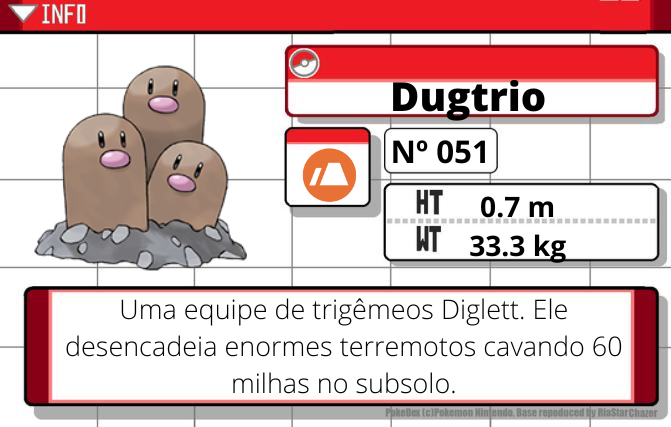 INFO
Dugtrio
Nº 051
HT 0.7 m
WT 33.3 kg
Uma equipe de trigêmeos Diglett. Ele
desencadeia enormes terremotos cavando 60
milhas no subsolo.
PokeDex (c)Pokemon Nintendo. Base reproduced by RiaStarChazer